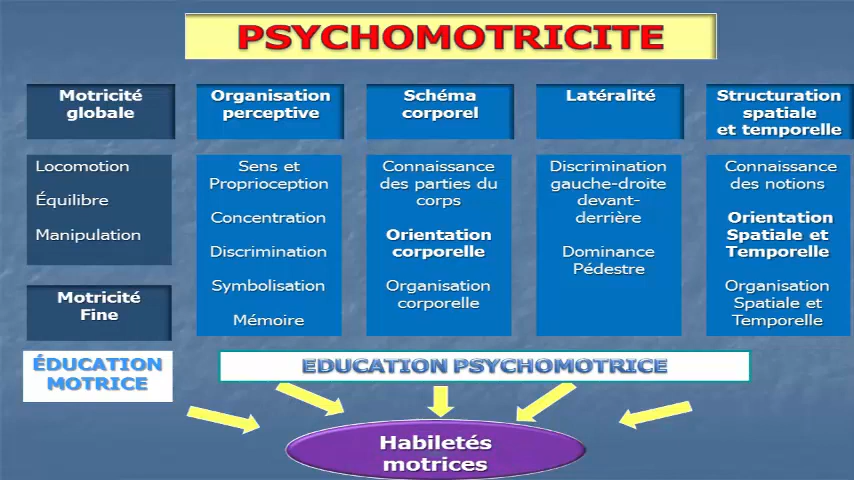 PSYCHOMOTRICITE
Motricité
globale
Organisation
perceptive
Schéma
corporel
Latéralité
Structuration
spatiale
et temporelle
Locomotion
Équilibre
Manipulation
Motricité
Fine
Sens et
Proprioception
Concentration
Discrimination
Symbolisation
Mémoire
Connaissance
des parties du
corps
Orientation
corporelle
Organisation
corporelle
Discrimination
gauche-droite
devant-
derrière
Dominance
Pédestre
Connaissance
des notions
Orientation
Spatiale et
Temporelle
Organisation
Spatiale et
Temporelle
ÉDUCATION
MOTRICE
EDUCATION PSYCHOMOTRICE
Habiletés
motrices